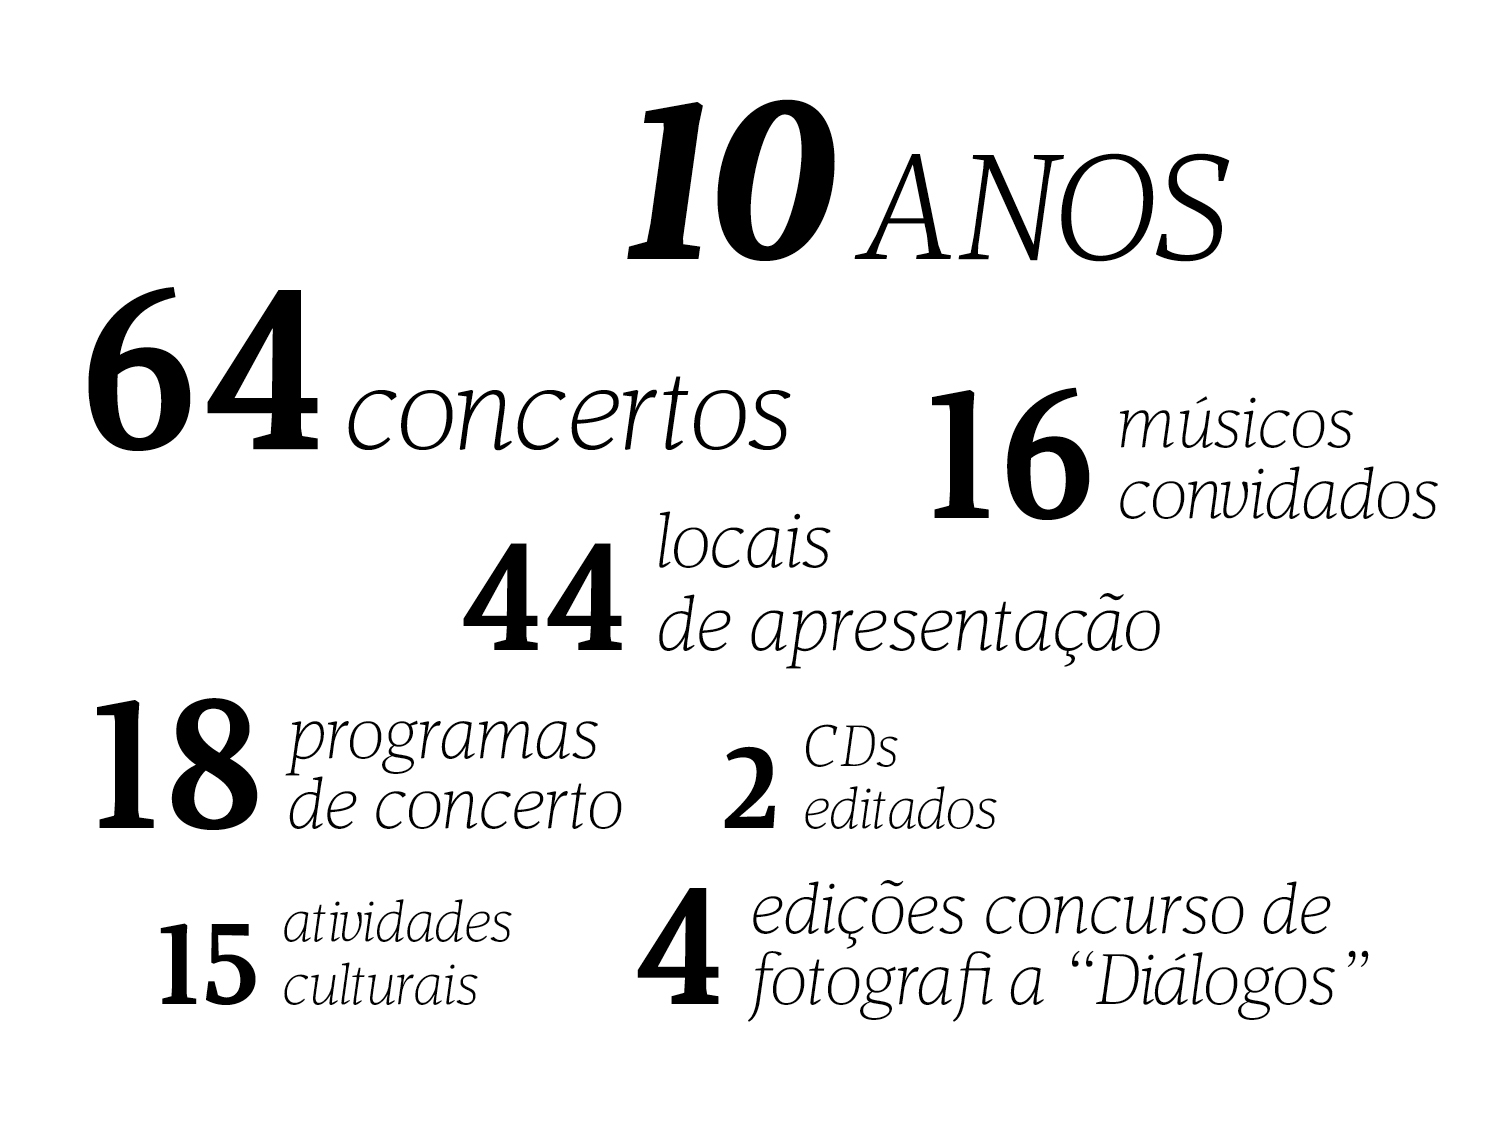 10 ANOS
64 concertos
16 músicos
convidados
44 locais
de apresentação
18 programas
de concerto
2 CDs
editados
15 atividades
culturais
4 edições concurso de
fotografi a “Diálogos”